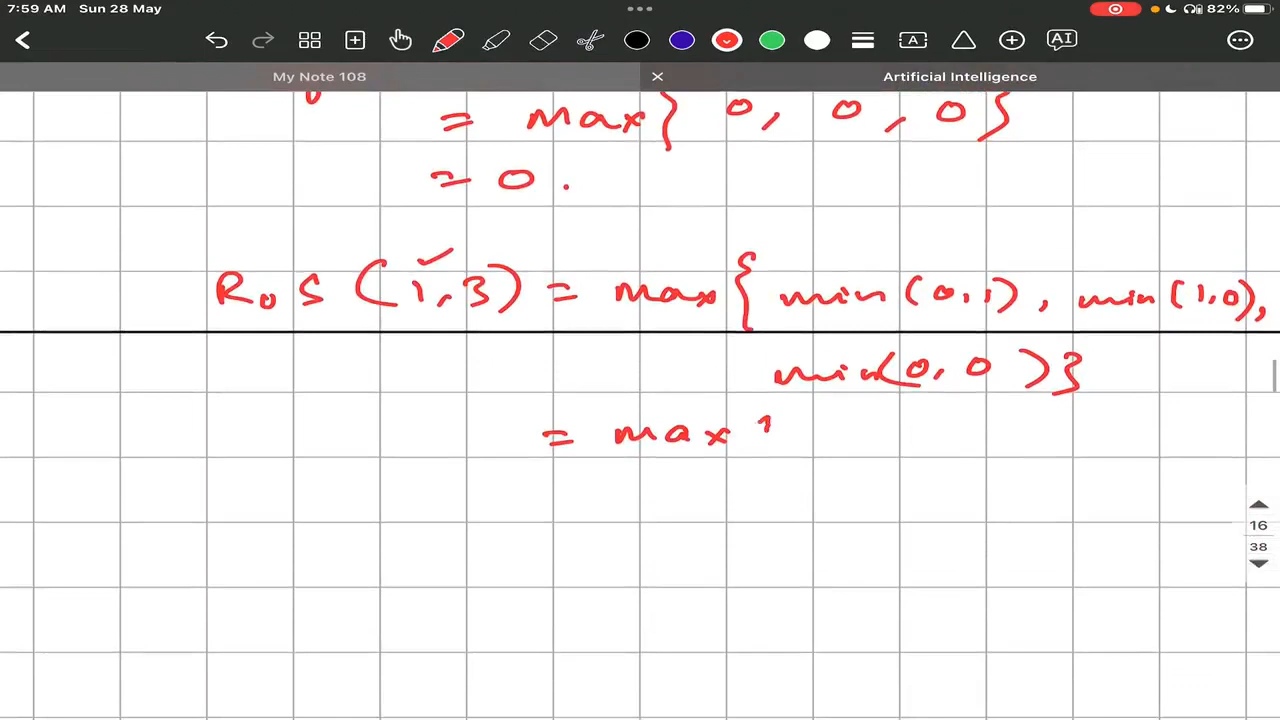 7:59 AM Sun 28 May 82%
A AI
My Note 108 Artificial Intelligence
= max{ 0, 0, 0}
= 0.
RoS (1,3) = max{ min(0,1), min(1,0),
min(0,0)}
= max
16
38